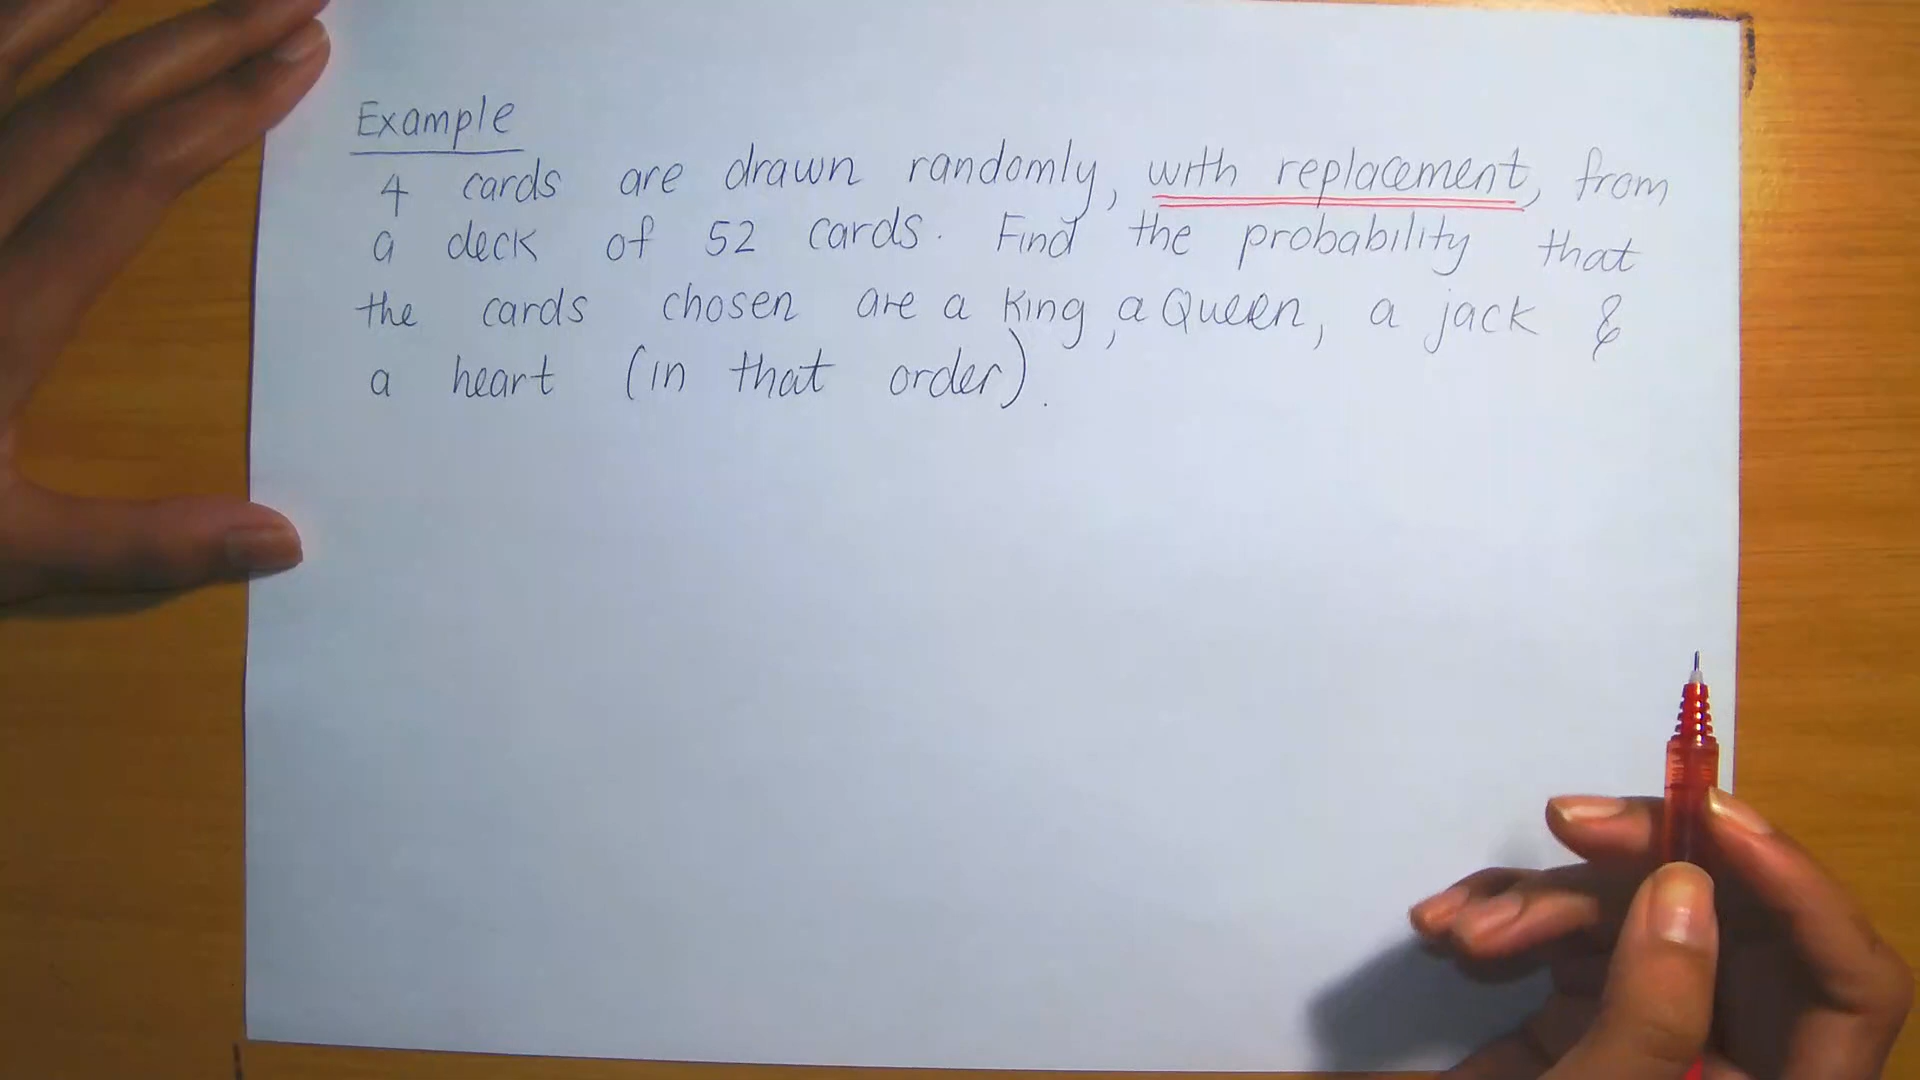 Example
4 cards are drawn randomly, with replacement, from
a deck of 52 cards. Find the probability that
the cards chosen are a King, a Queen, a jack &
a heart (in that order).